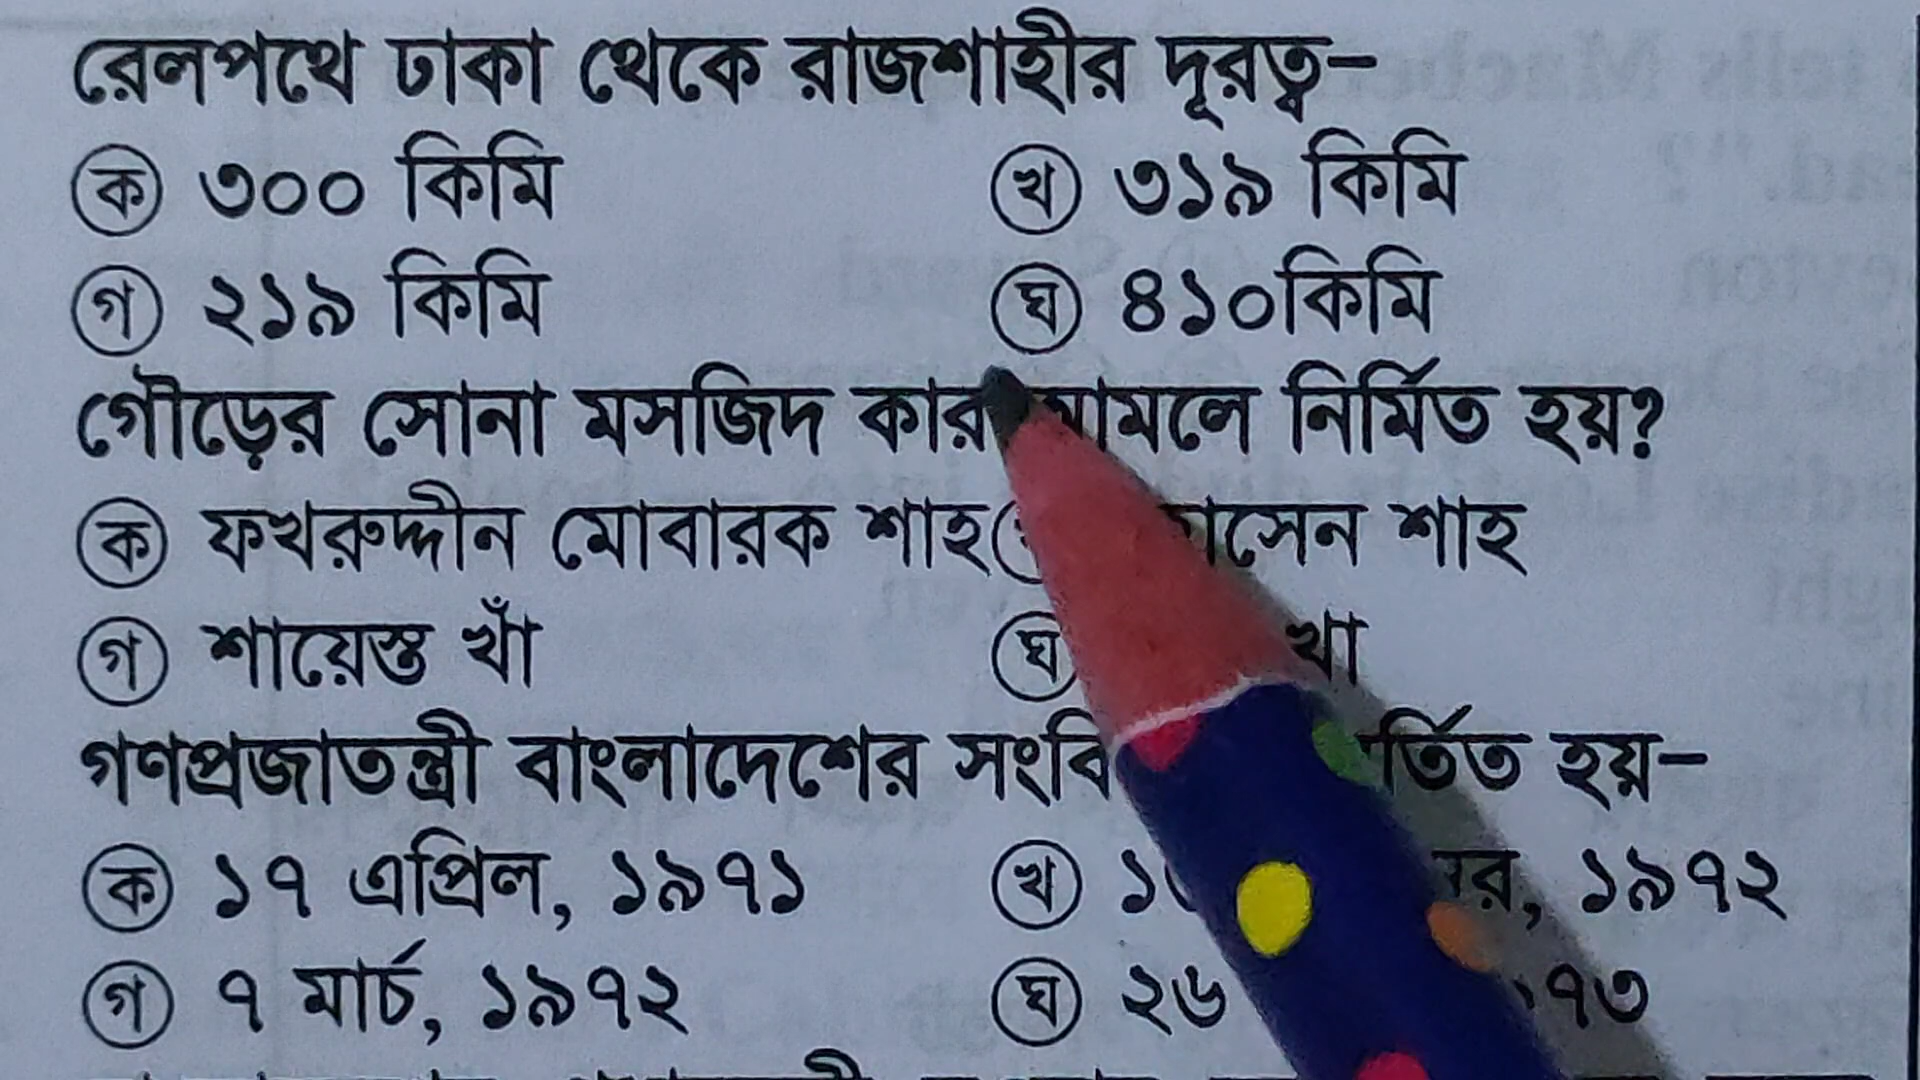 রেলপথে ঢাকা থেকে রাজশাহীর দূরত্ব–
ক ৩০০ কিমি খ ৩১৯ কিমি
গ ২১৯ কিমি ঘ ৪১০কিমি
গৌড়ের সোনা মসজিদ কার আমলে নির্মিত হয়?
ক ফখরুদ্দীন মোবারক শাহ শাহ
গ শায়েস্ত খাঁ ঘ খা
গণপ্রজাতন্ত্রী বাংলাদেশের হয়–
ক ১৭ এপ্রিল, ১৯৭১ খ ১৯৭২
গ ৭ মার্চ, ১৯৭২ ঘ ২৬